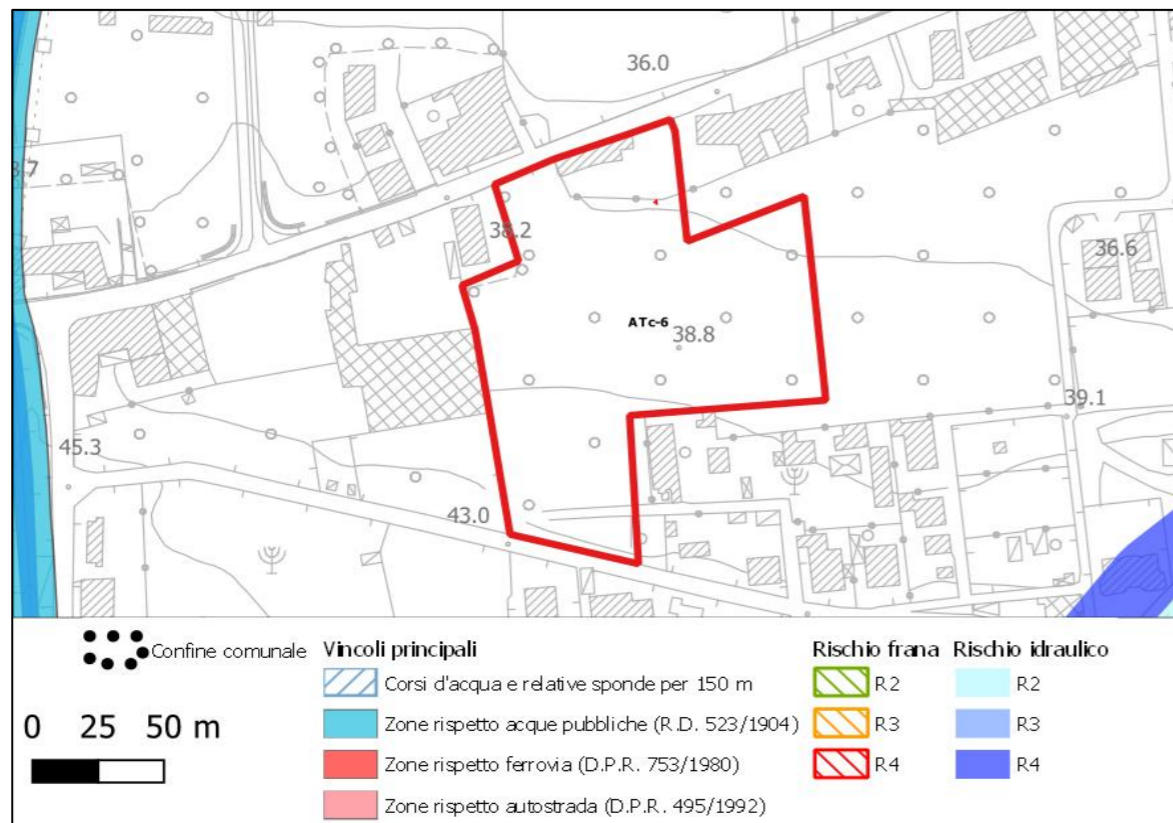 36.0
38.2
36.6
ATc-6
38.8
39.1
45.3
43.0
Confine comunale
0 25 50 m
Vincoli principali
Corsi d'acqua e relative sponde per 150 m
Zone rispetto acque pubbliche (R.D. 523/1904)
Zone rispetto ferrovia (D.P.R. 753/1980)
Zone rispetto autostrada (D.P.R. 495/1992)
Rischio frana
R2
R3
R4
Rischio idraulico
R2
R3
R4